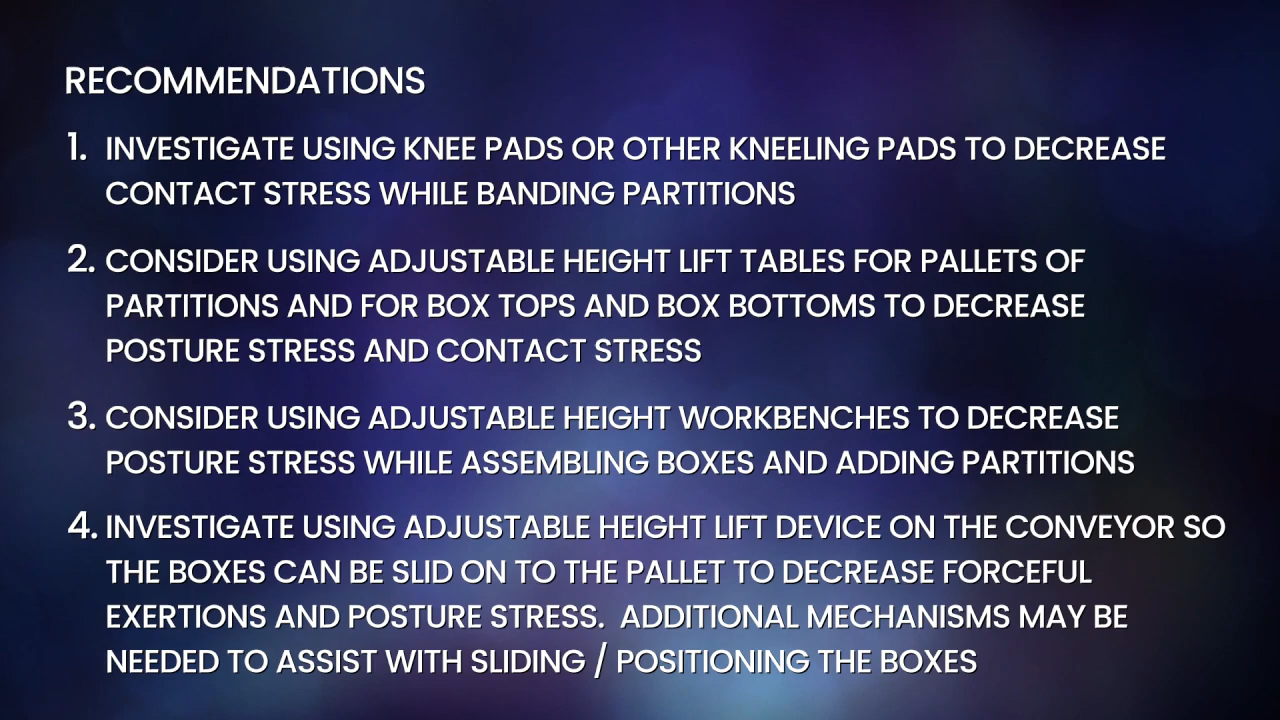 RECOMMENDATIONS
1. INVESTIGATE USING KNEE PADS OR OTHER KNEELING PADS TO DECREASE
CONTACT STRESS WHILE BANDING PARTITIONS
2. CONSIDER USING ADJUSTABLE HEIGHT LIFT TABLES FOR PALLETS OF
PARTITIONS AND FOR BOX TOPS AND BOX BOTTOMS TO DECREASE
POSTURE STRESS AND CONTACT STRESS
3. CONSIDER USING ADJUSTABLE HEIGHT WORKBENCHES TO DECREASE
POSTURE STRESS WHILE ASSEMBLING BOXES AND ADDING PARTITIONS
4. INVESTIGATE USING ADJUSTABLE HEIGHT LIFT DEVICE ON THE CONVEYOR SO
THE BOXES CAN BE SLID ON TO THE PALLET TO DECREASE FORCEFUL
EXERTIONS AND POSTURE STRESS.  ADDITIONAL MECHANISMS MAY BE
NEEDED TO ASSIST WITH SLIDING / POSITIONING THE BOXES